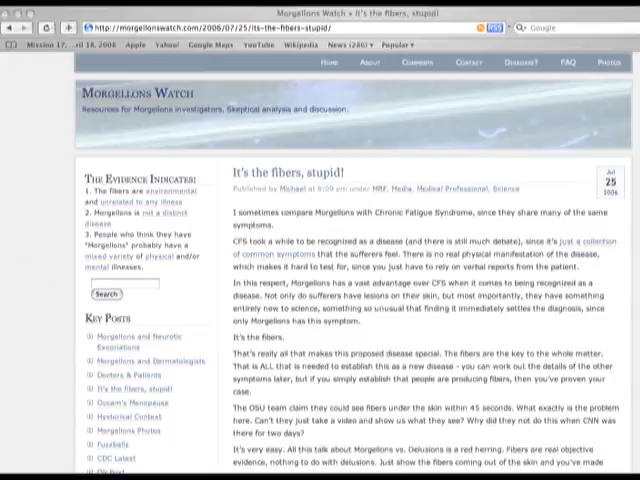 Morgellons Watch » It's the fibers, stupid!
http://morgellonswatch.com/2006/07/25/its-the-fibers-stupid/
RSS
Google
Mission 17, ...ril 18, 2008 Apple Yahoo! Google Maps YouTube Wikipedia News (286) Popular
Home About Comments Contact Disease? FAQ Photos
Morgellons Watch
Resources for Morgellons investigators. Skeptical analysis and discussion.
The Evidence Indicates:
1. The fibers are environmental
and unrelated to any illness
2. Morgellons is not a distinct
disease
3. People who think they have
"Morgellons" probably have a
mixed variety of physical and/or
mental illnesses.
Search
Key Posts
Morgellons and Neurotic
Excoriations
Morgellons and Dermatologists
Doctors & Patients
It's the fibers, stupid!
Occam's Menopause
Hysterical Context
Morgellons Photos
Fuzzballs
CDC Latest
It's the fibers, stupid!
Published by Michael at 6:09 pm under MRF, Media, Medical Professional, Science
Jul
25
2006
I sometimes compare Morgellons with Chronic Fatigue Syndrome, since they share many of the same
symptoms.
CFS took a while to be recognized as a disease (and there is still much debate), since it's just a collection
of common symptoms that the sufferers feel. There is no real physical manifestation of the disease,
which makes it hard to test for, since you just have to rely on verbal reports from the patient.
In this respect, Morgellons has a vast advantage over CFS when it comes to being recognized as a
disease. Not only do sufferers have lesions on their skin, but most importantly, they have something
entirely new to science, something so unusual that finding it immediately settles the diagnosis, since
only Morgellons has this symptom.
It's the fibers.
That's really all that makes this proposed disease special. The fibers are the key to the whole matter.
That is ALL that is needed to establish this as a new disease - you can work out the details of the other
symptoms later, but if you simply establish that people are producing fibers, then you've proven your
case.
The OSU team claim they could see fibers under the skin within 45 seconds. What exactly is the problem
here. Can't they just take a video and show us what they see? Why did they not do this when CNN was
there for two days?
It's very easy. All this talk about Morgellons vs. Delusions is a red herring. Fibers are real objective
evidence, nothing to do with delusions. Just show the fibers coming out of the skin and you've made